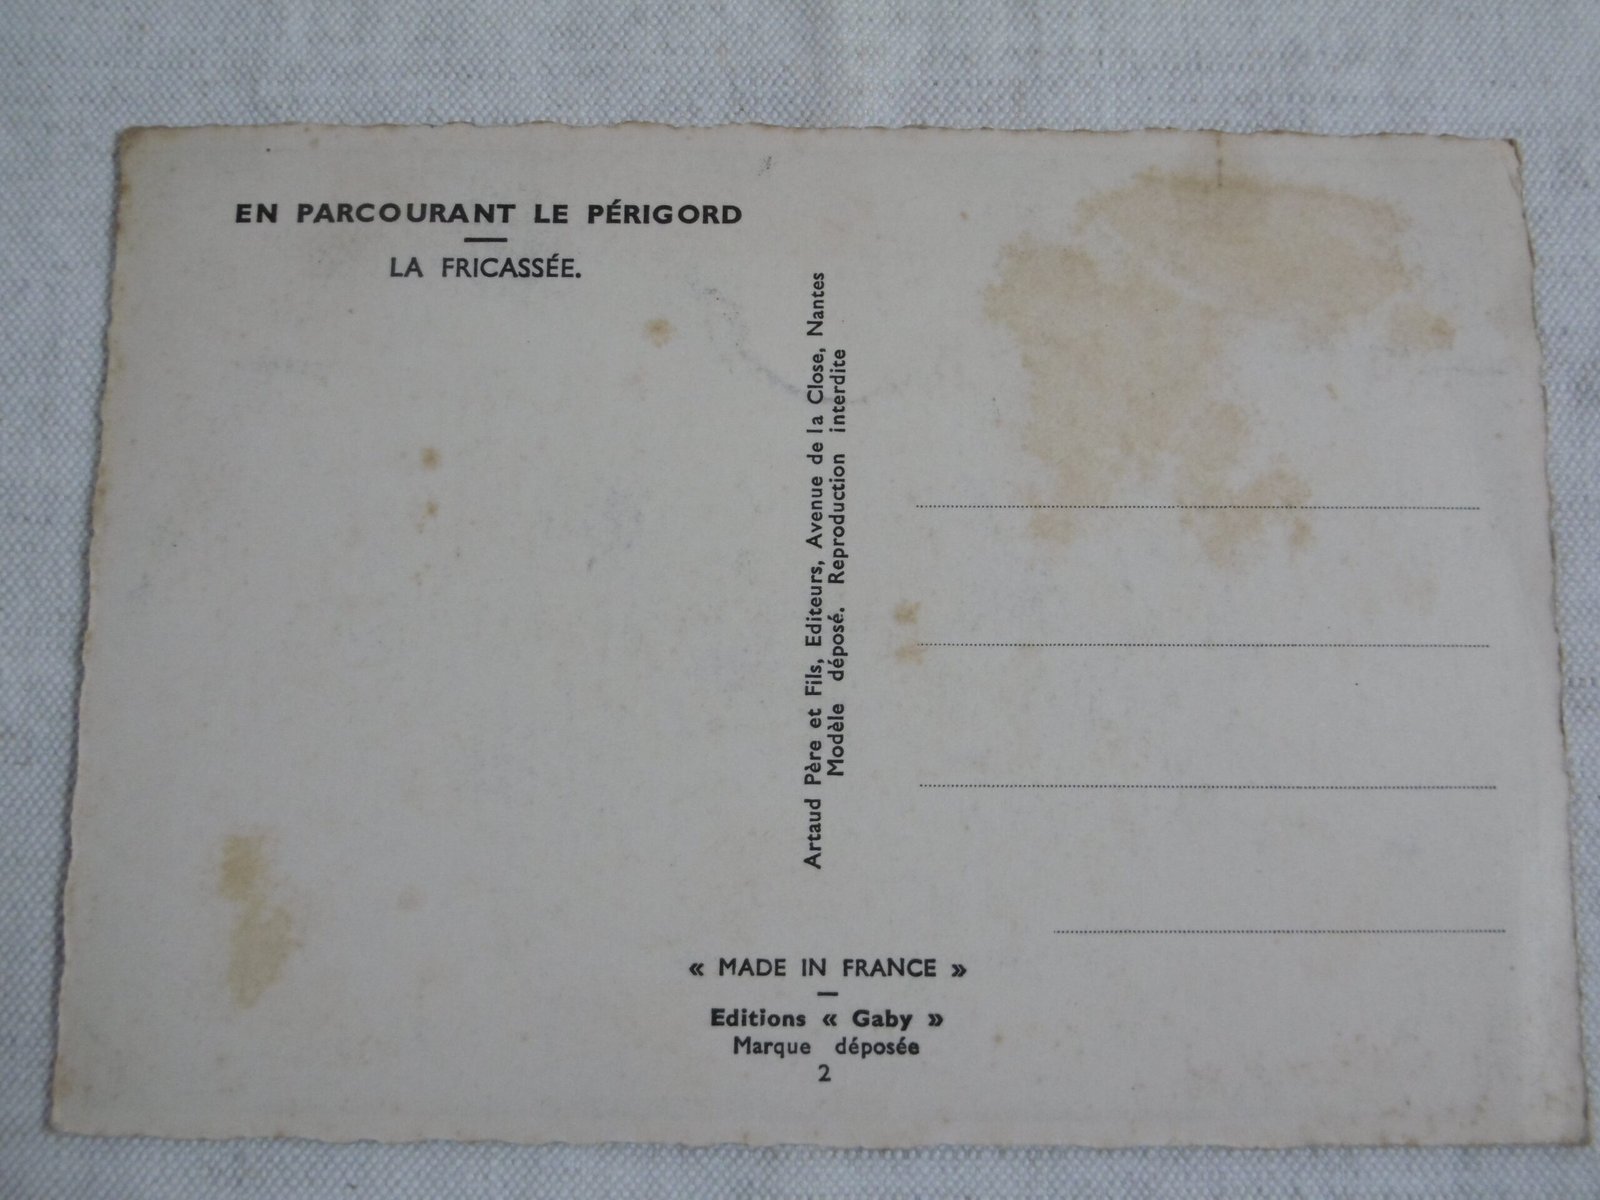 EN PARCOURANT LE PÉRIGORD
LA FRICASSÉE.
Artaud Père et Fils, Editeurs, Avenue de la Close, Nantes
Modèle déposé. Reproduction interdite
« MADE IN FRANCE »
Editions « Gaby »
Marque déposée
2